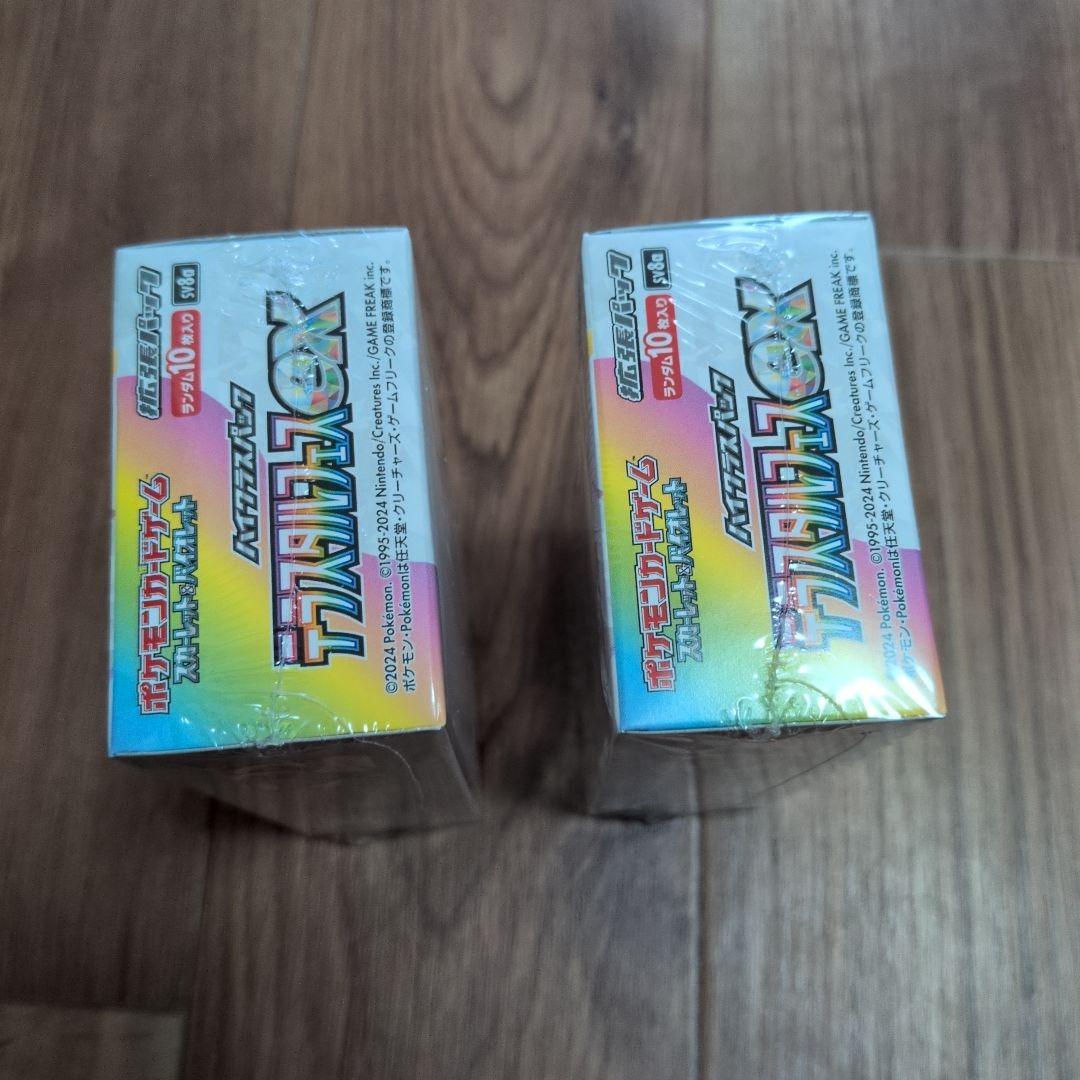 ポケモンカードゲーム
スカーレット&バイオレット
拡張パック
ランダム10枚入り
SV8a
ハイクラスパック
テラスタルフェスex
©2024 Pokémon. ©1995-2024 Nintendo/Creatures Inc./GAME FREAK inc.
ポケモン・Pokémonは任天堂・クリーチャーズ・ゲームフリークの登録商標です。
ポケモンカードゲーム
スカーレット&バイオレット
拡張パック
ランダム10枚入り
SV8a
ハイクラスパック
テラスタルフェスex
©2024 Pokémon. ©1995-2024 Nintendo/Creatures Inc./GAME FREAK inc.
ポケモン・Pokémonは任天堂・クリーチャーズ・ゲームフリークの登録商標です。